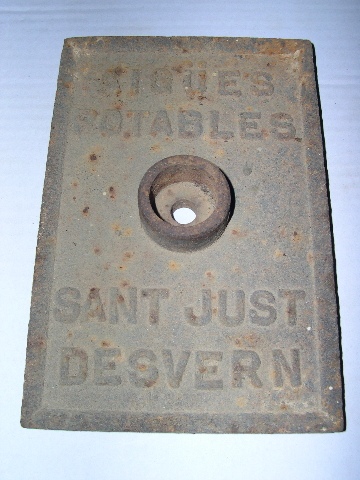 AIGUES
POTABLES
SANT JUST
DESVERN